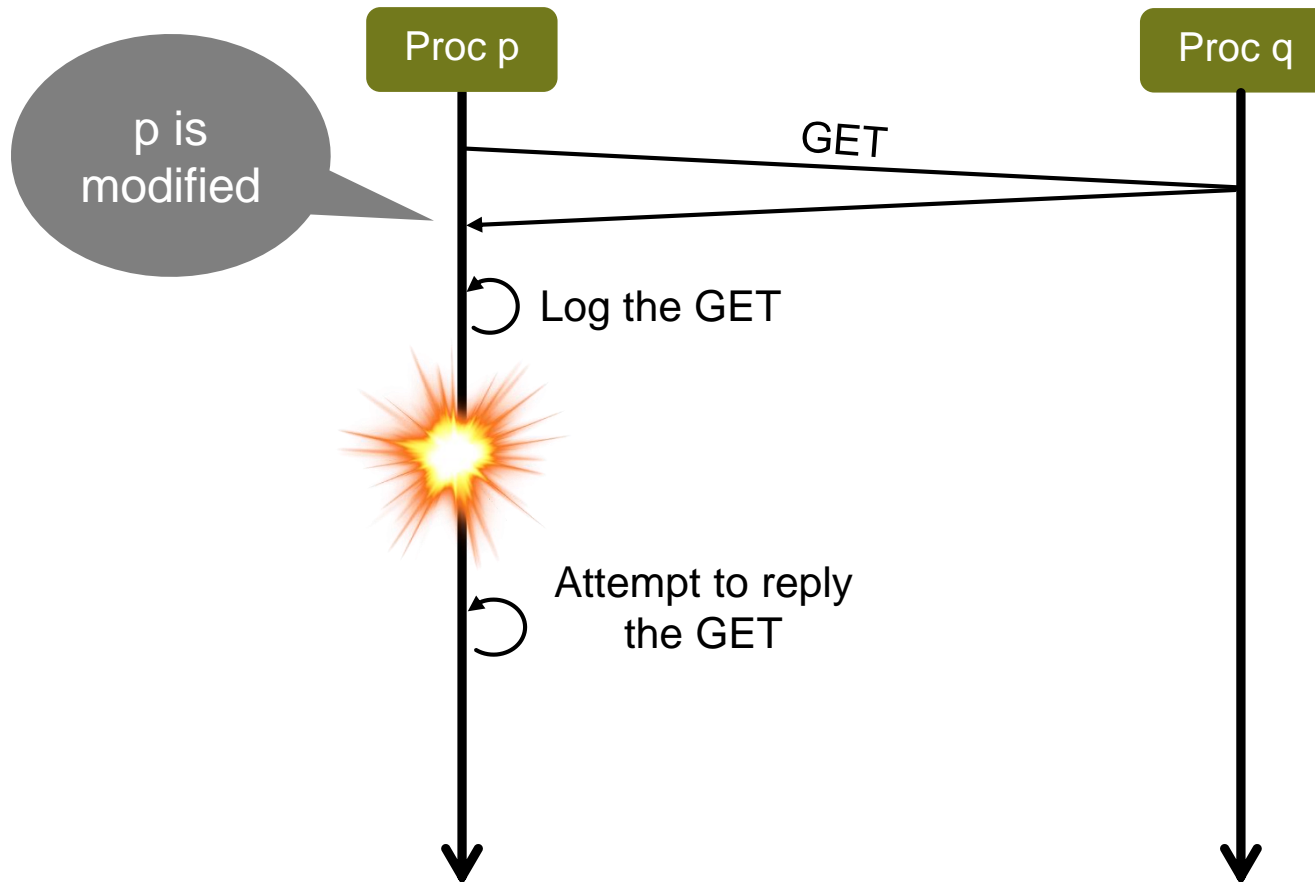 Proc p
Proc q
p is
modified
GET
Log the GET
Attempt to reply
the GET